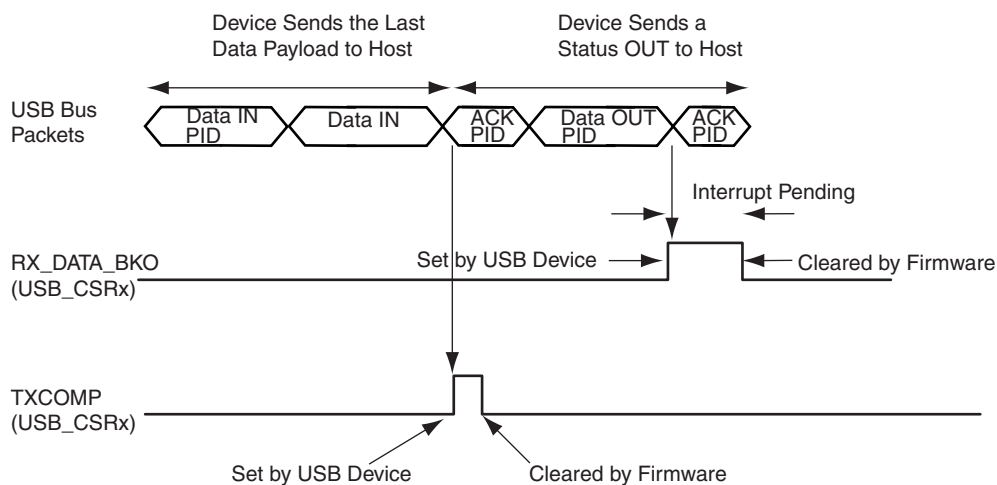 Device Sends the Last
Data Payload to Host
Device Sends a
Status OUT to Host
USB Bus
Packets
Data IN
PID
Data IN
ACK
PID
Data OUT
PID
ACK
PID
Interrupt Pending
RX_DATA_BKO
(USB_CSRx)
Set by USB Device
Cleared by Firmware
TXCOMP
(USB_CSRx)
Set by USB Device
Cleared by Firmware